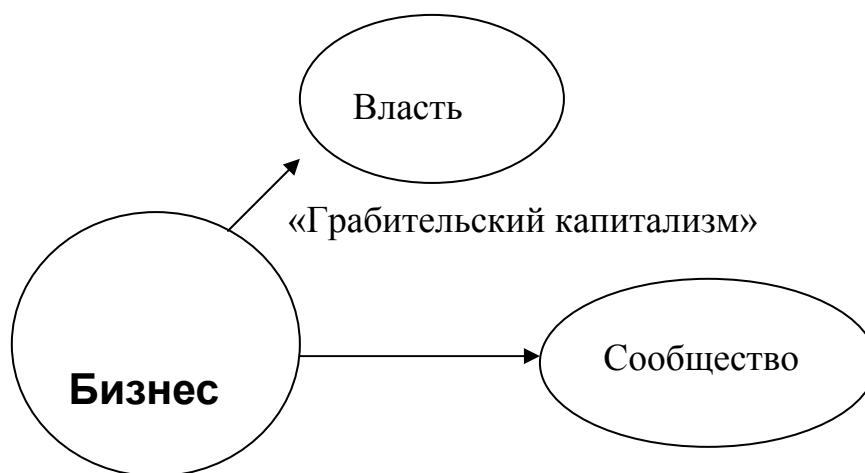 Власть
«Грабительский капитализм»
Сообщество
Бизнес